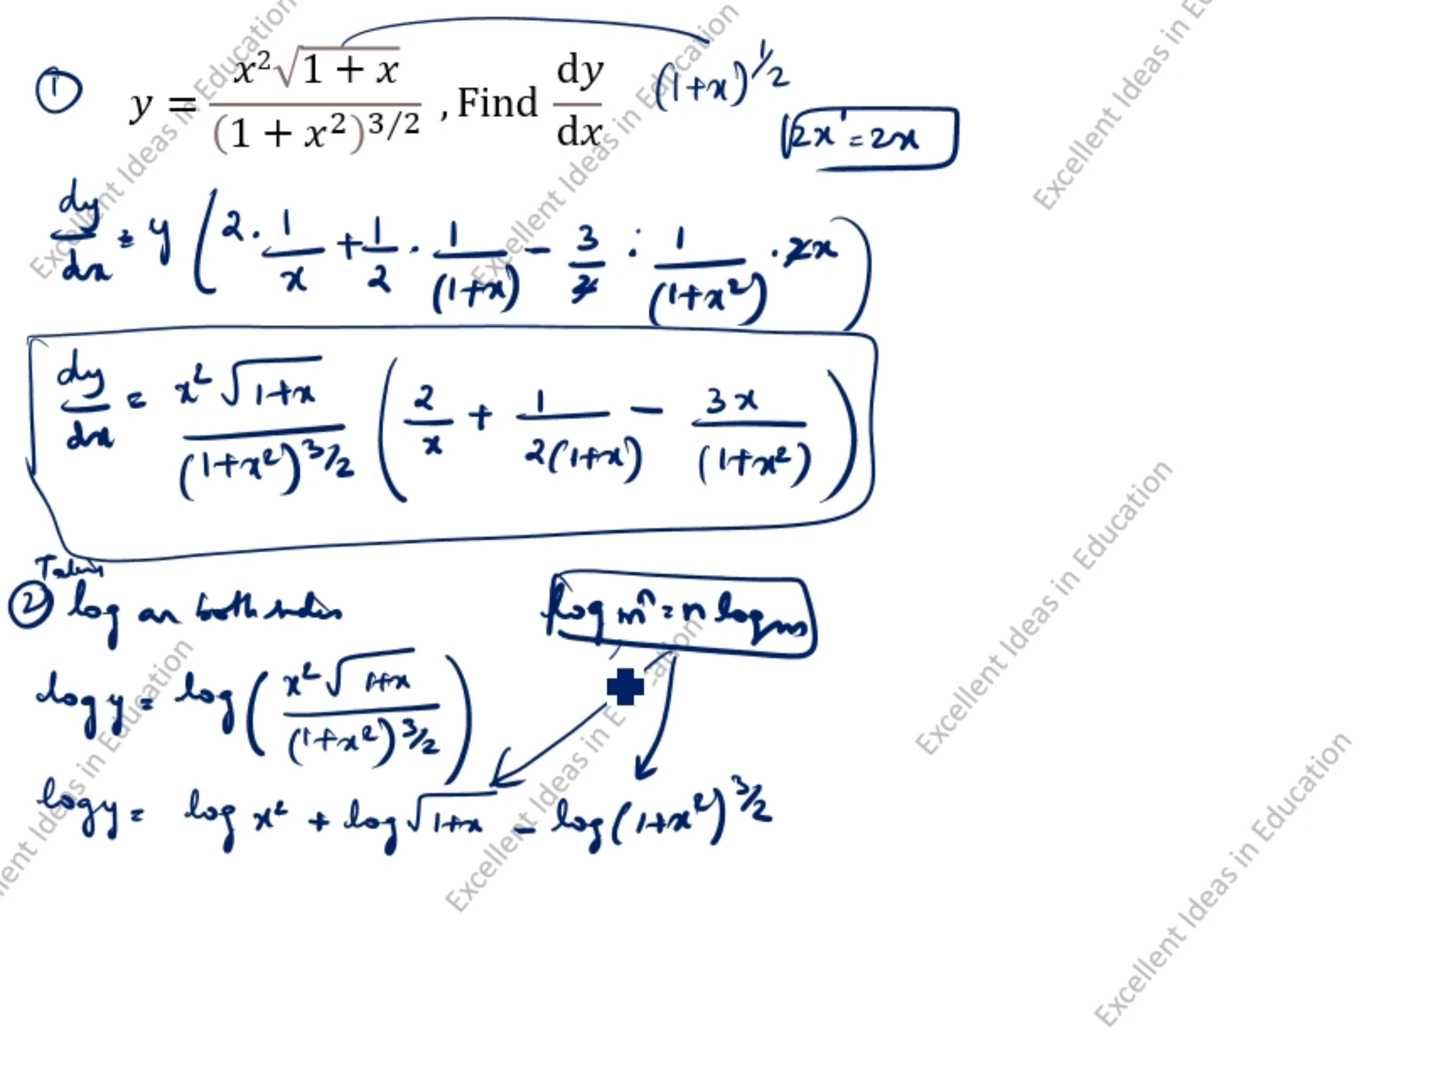 ① y = x²√(1 + x) / (1 + x²)^3/2 , Find dy/dx (1+x)^1/2
2x' = 2x
dy/dx = y ( 2 · 1/x + 1/2 · 1/(1+x) - 3/2 · 1/(1+x²) · 2x )
dy/dx = x²√(1+x) / (1+x²)^3/2 ( 2/x + 1/2(1+x) - 3x/(1+x²) )
② log on both sides log mⁿ = n log m
log y = log ( x²√(1+x) / (1+x²)^3/2 )
log y = log x² + log √(1+x) - log (1+x²)^3/2
Excellent Ideas in Education
Excellent Ideas in Education
Excellent Ideas in Education
Excellent Ideas in Education
Excellent Ideas in Education